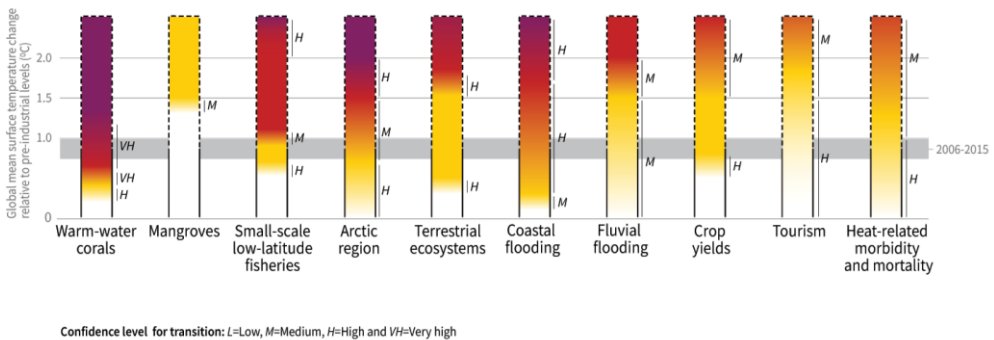 Global mean surface temperature change
relative to pre-industrial levels (°C)
2.0
1.5
1.0
0
H
M
VH
VH
H
M
H
H
M
H
H
H
H
H
M
M
M
M
H
M
H
M
H
2006-2015
Warm-water
corals
Mangroves
Small-scale
low-latitude
fisheries
Arctic
region
Terrestrial
ecosystems
Coastal
flooding
Fluvial
flooding
Crop
yields
Tourism
Heat-related
morbidity
and mortality
Confidence level for transition: L=Low, M=Medium, H=High and VH=Very high